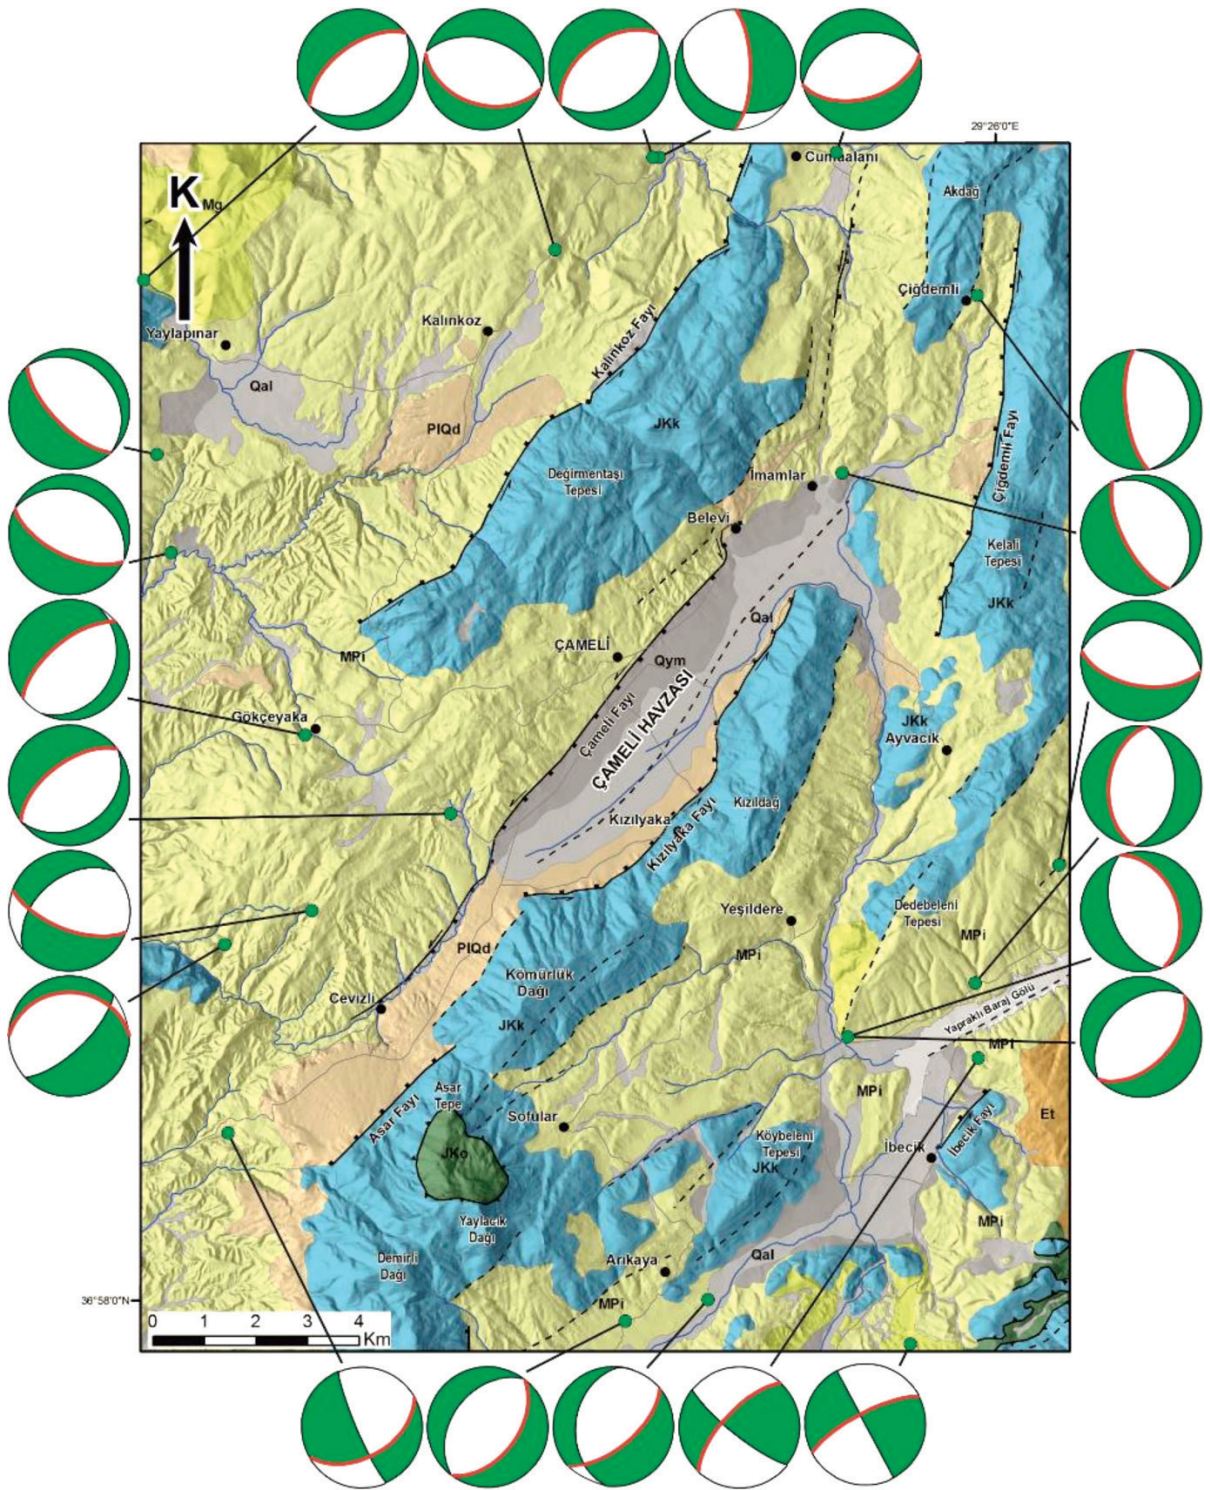 29°26'0"E
Cumaalanı
K
Mg
Akdağ
Çiğdemli
Yaylapınar
Kalınkoz
Kalınkoz Fayı
Qal
PlQd
JKk
Çiğdemli Fayı
Değirmentaşı
Tepesi
İmamlar
Belevi
Kelali
Tepesi
JKk
Qal
ÇAMELİ
MPi
Qym
Çameli Fayı
ÇAMELİ HAVZASI
Gökçeyaka
JKk
Ayvacık
Kızıldağ
Kızılyaka
Kızılyaka Fayı
Dedebeleni
Tepesi
Yeşildere
MPi
MPi
PlQd
Kömürlük
Dağı
Cevizli
JKk
Yapraklı Baraj Gölü
MPi
Asar
Tepe
Asar Fayı
MPi
Et
Sofular
Köybeleni
Tepesi
JKk
İbecik
İbecik Fayı
JKo
Yaylacık
Dağı
MPi
Demirli
Dağı
Arıkaya
Qal
36°58'0"N
MPi
0 1 2 3 4
Km